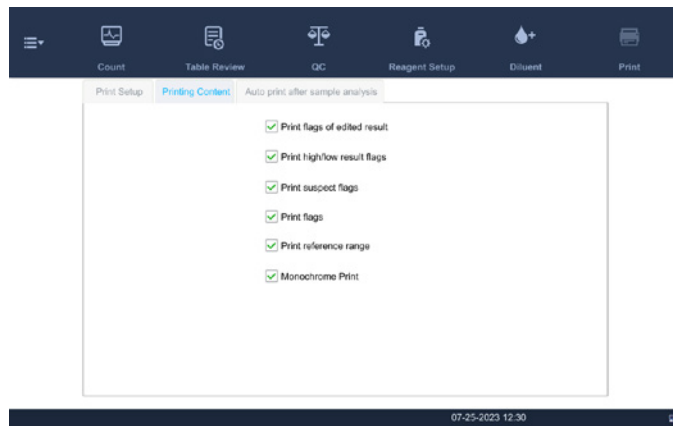 Count Table Review QC Reagent Setup Diluent Print
Print Setup Printing Content Auto print after sample analysis
Print flags of edited result
Print high/low result flags
Print suspect flags
Print flags
Print reference range
Monochrome Print
07-25-2023 12:30